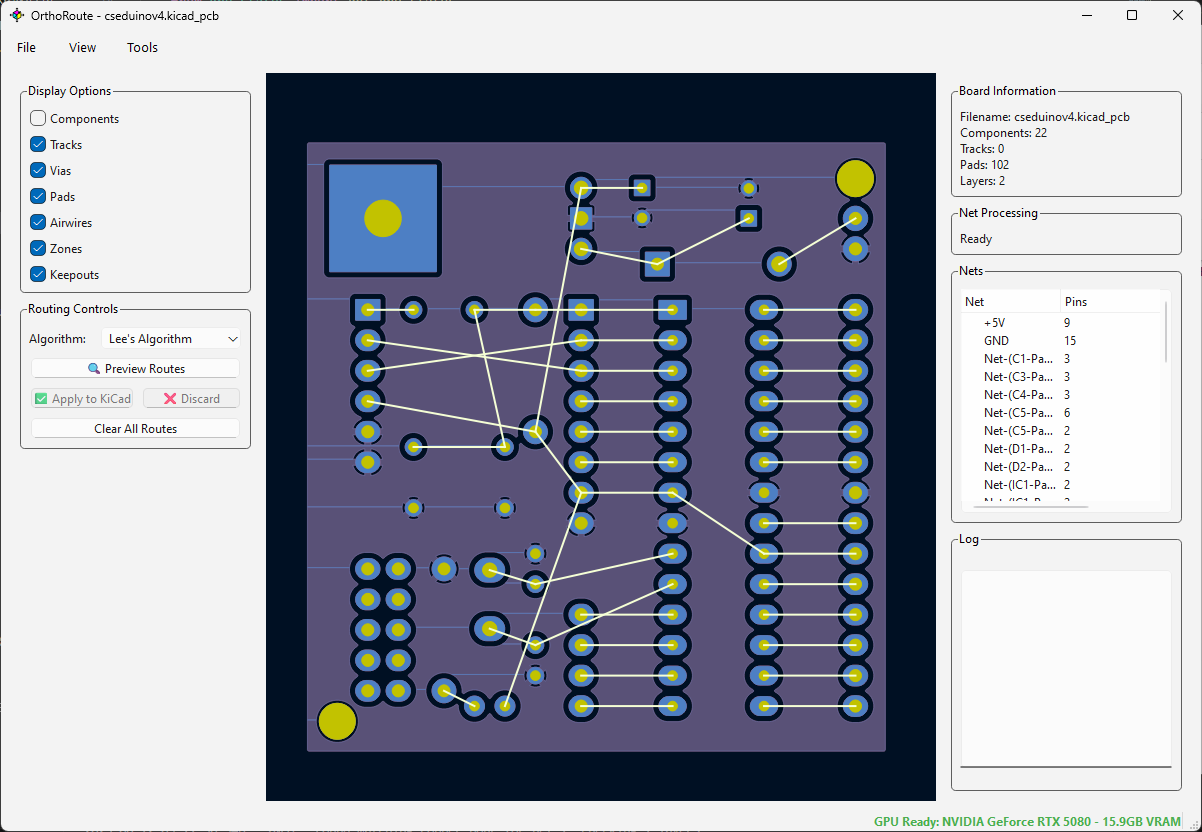 OrthoRoute - cseduinov4.kicad_pcb
File View Tools
Display Options
Components
Tracks
Vias
Pads
Airwires
Zones
Keepouts
Routing Controls
Algorithm: Lee's Algorithm
Preview Routes
Apply to KiCad Discard
Clear All Routes
Board Information
Filename: cseduinov4.kicad_pcb
Components: 22
Tracks: 0
Pads: 102
Layers: 2
Net Processing
Ready
Nets
Net Pins
+5V 9
GND 15
Net-(C1-Pa... 3
Net-(C3-Pa... 3
Net-(C4-Pa... 3
Net-(C5-Pa... 6
Net-(C5-Pa... 2
Net-(D1-Pa... 2
Net-(D2-Pa... 2
Net-(IC1-Pa... 2
Log
GPU Ready: NVIDIA GeForce RTX 5080 - 15.9GB VRAM